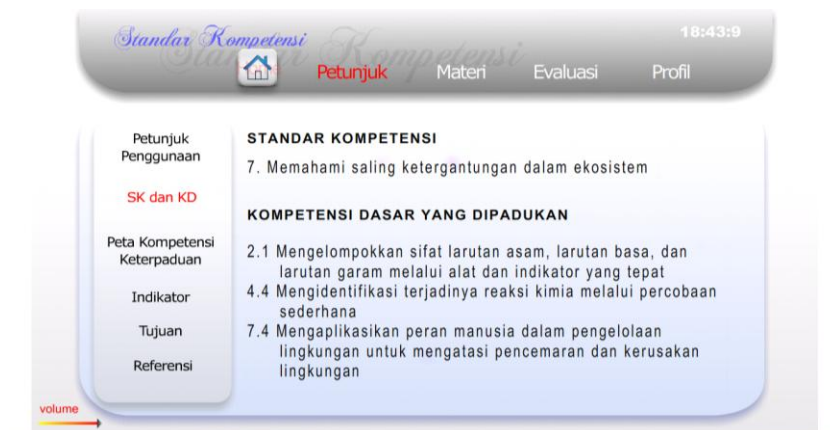 Standar Kompetensi
18:43:9
Petunjuk Materi Evaluasi Profil
Petunjuk
Penggunaan
SK dan KD
Peta Kompetensi
Keterpaduan
Indikator
Tujuan
Referensi
STANDAR KOMPETENSI
7. Memahami saling ketergantungan dalam ekosistem
KOMPETENSI DASAR YANG DIPADUKAN
2.1 Mengelompokkan sifat larutan asam, larutan basa, dan
larutan garam melalui alat dan indikator yang tepat
4.4 Mengidentifikasi terjadinya reaksi kimia melalui percobaan
sederhana
7.4 Mengaplikasikan peran manusia dalam pengelolaan
lingkungan untuk mengatasi pencemaran dan kerusakan
lingkungan
volume